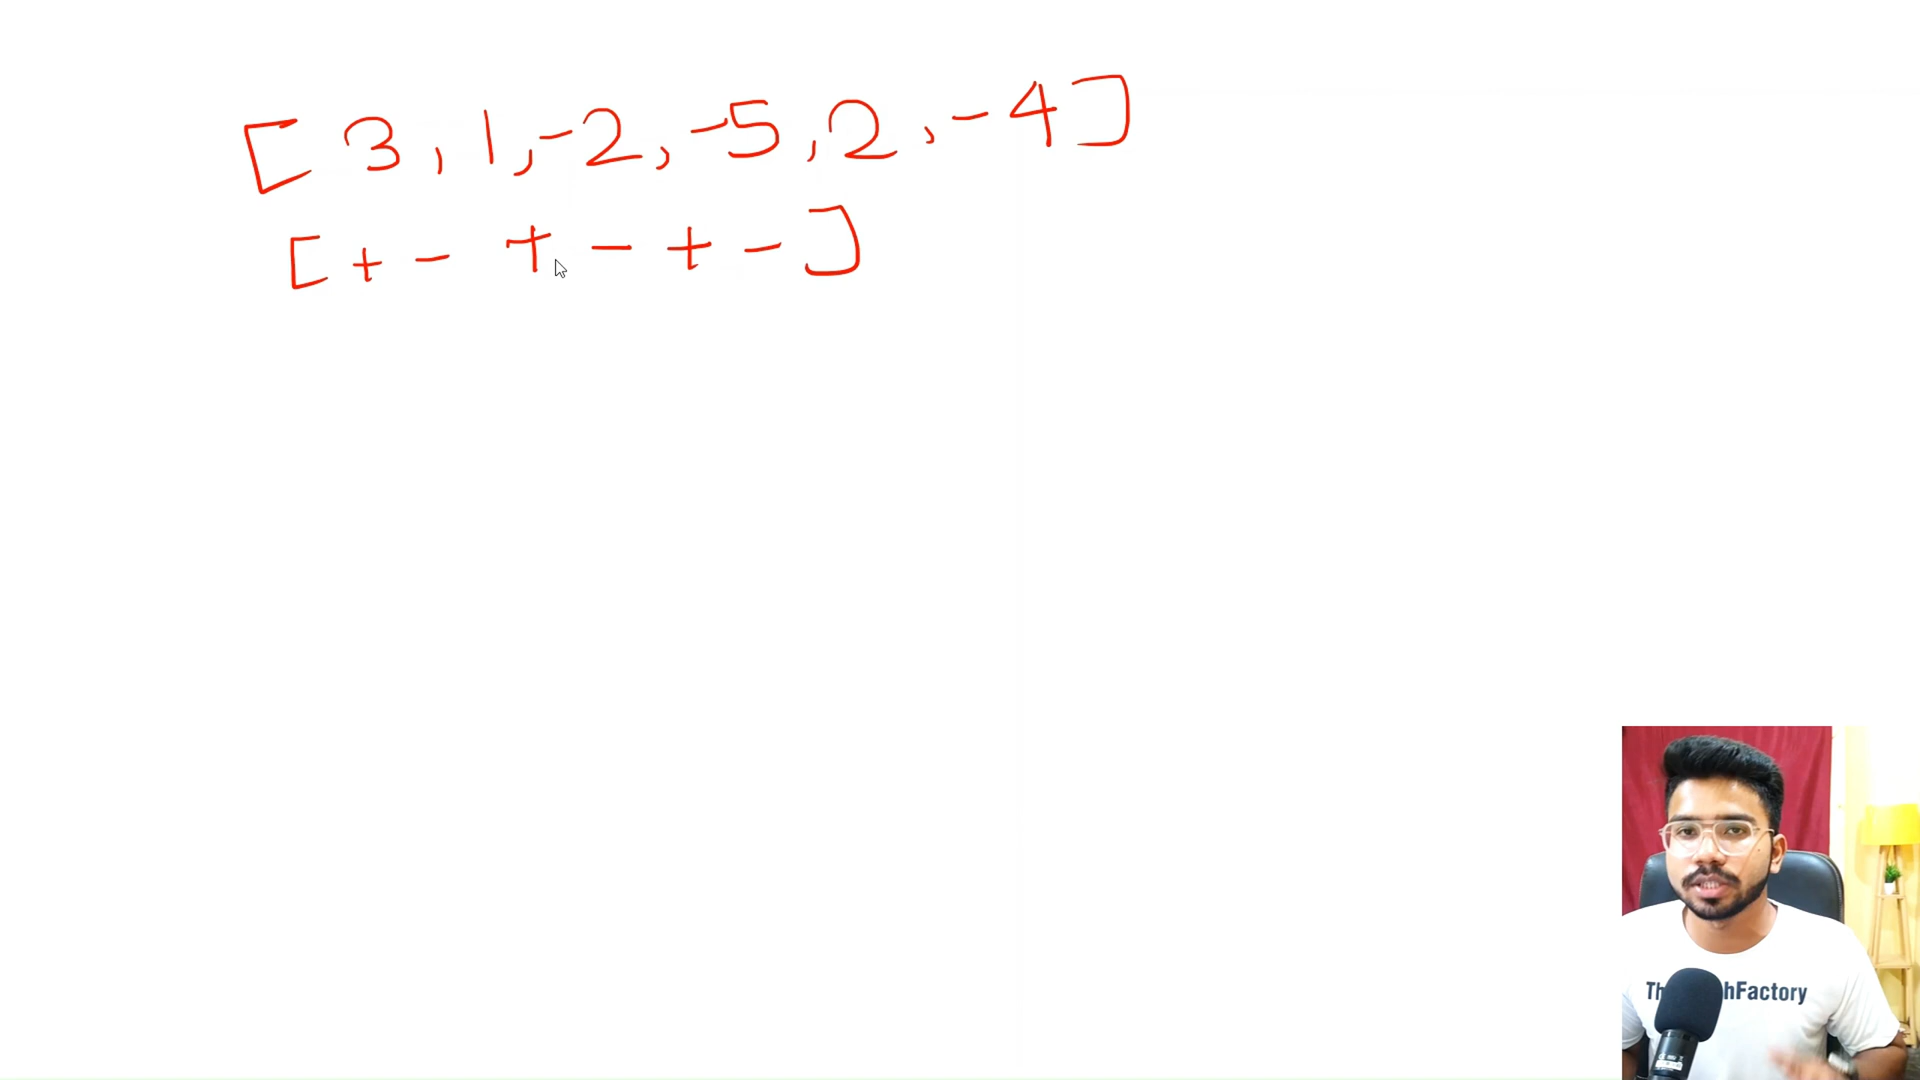 [3, 1, -2, -5, 2, -4]
[+ - + - + -]